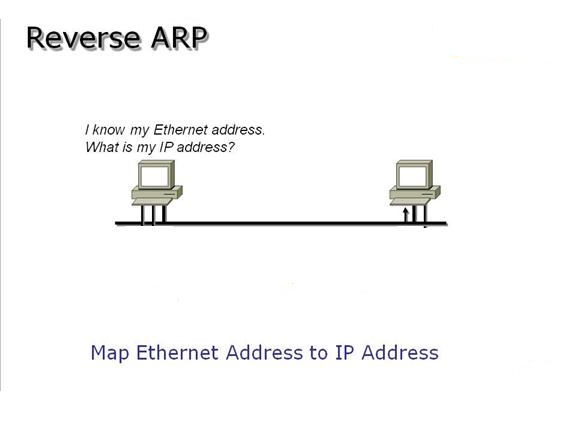 Reverse ARP
I know my Ethernet address.
What is my IP address?
Map Ethernet Address to IP Address